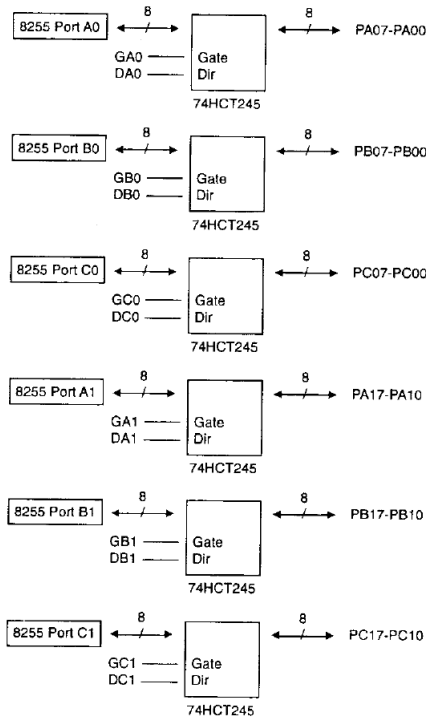 8 8
8255 Port A0 PA07-PA00
GA0 Gate
DA0 Dir
74HCT245
8 8
8255 Port B0 PB07-PB00
GB0 Gate
DB0 Dir
74HCT245
8 8
8255 Port C0 PC07-PC00
GC0 Gate
DC0 Dir
74HCT245
8 8
8255 Port A1 PA17-PA10
GA1 Gate
DA1 Dir
74HCT245
8 8
8255 Port B1 PB17-PB10
GB1 Gate
DB1 Dir
74HCT245
8 8
8255 Port C1 PC17-PC10
GC1 Gate
DC1 Dir
74HCT245